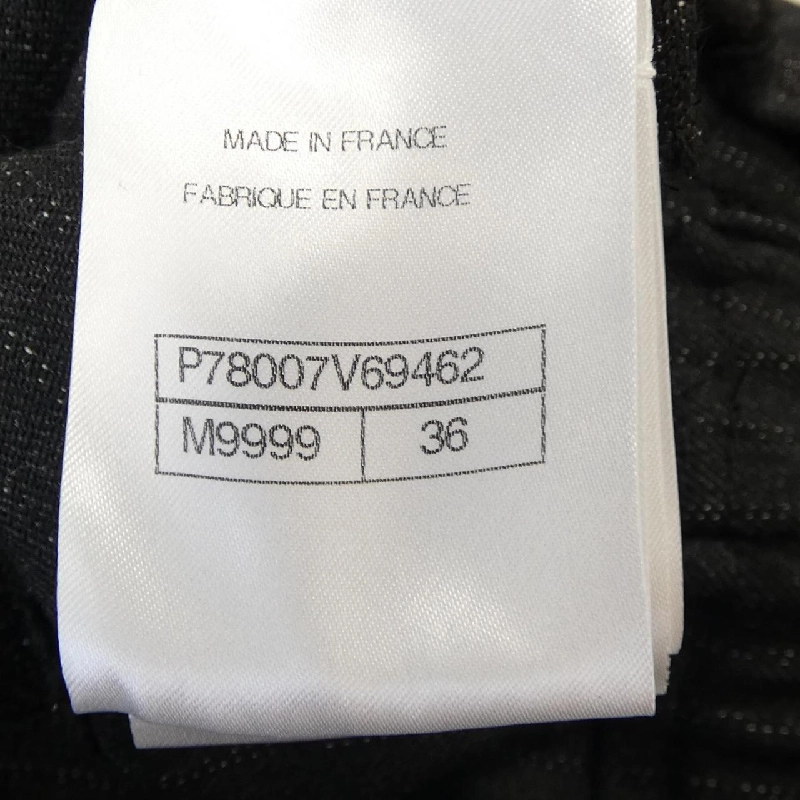 MADE IN FRANCE
FABRIQUE EN FRANCE
P78007V69462
M9999 36